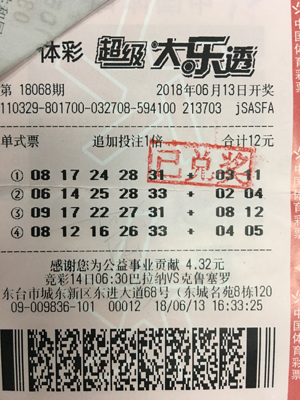 体彩 超级大乐透
第 18068期 2018年06月13日开奖
110329-801700-032708-594100 213703 jSASFA
单式票 追加投注1倍 合计12元
① 08 17 24 28 31 + 03 11
② 06 14 25 28 33 + 02 04
③ 09 17 22 27 31 + 08 12
④ 08 12 16 26 28 + 04 05
已兑奖
感谢您为公益事业贡献 4.32元
竞彩14日06:30巴拉纳VS克鲁塞罗
东台市城东新区东进大道68号(东城名苑8栋120
09-009836-101 00012 18/06/13 16:33:25
中国体育彩票